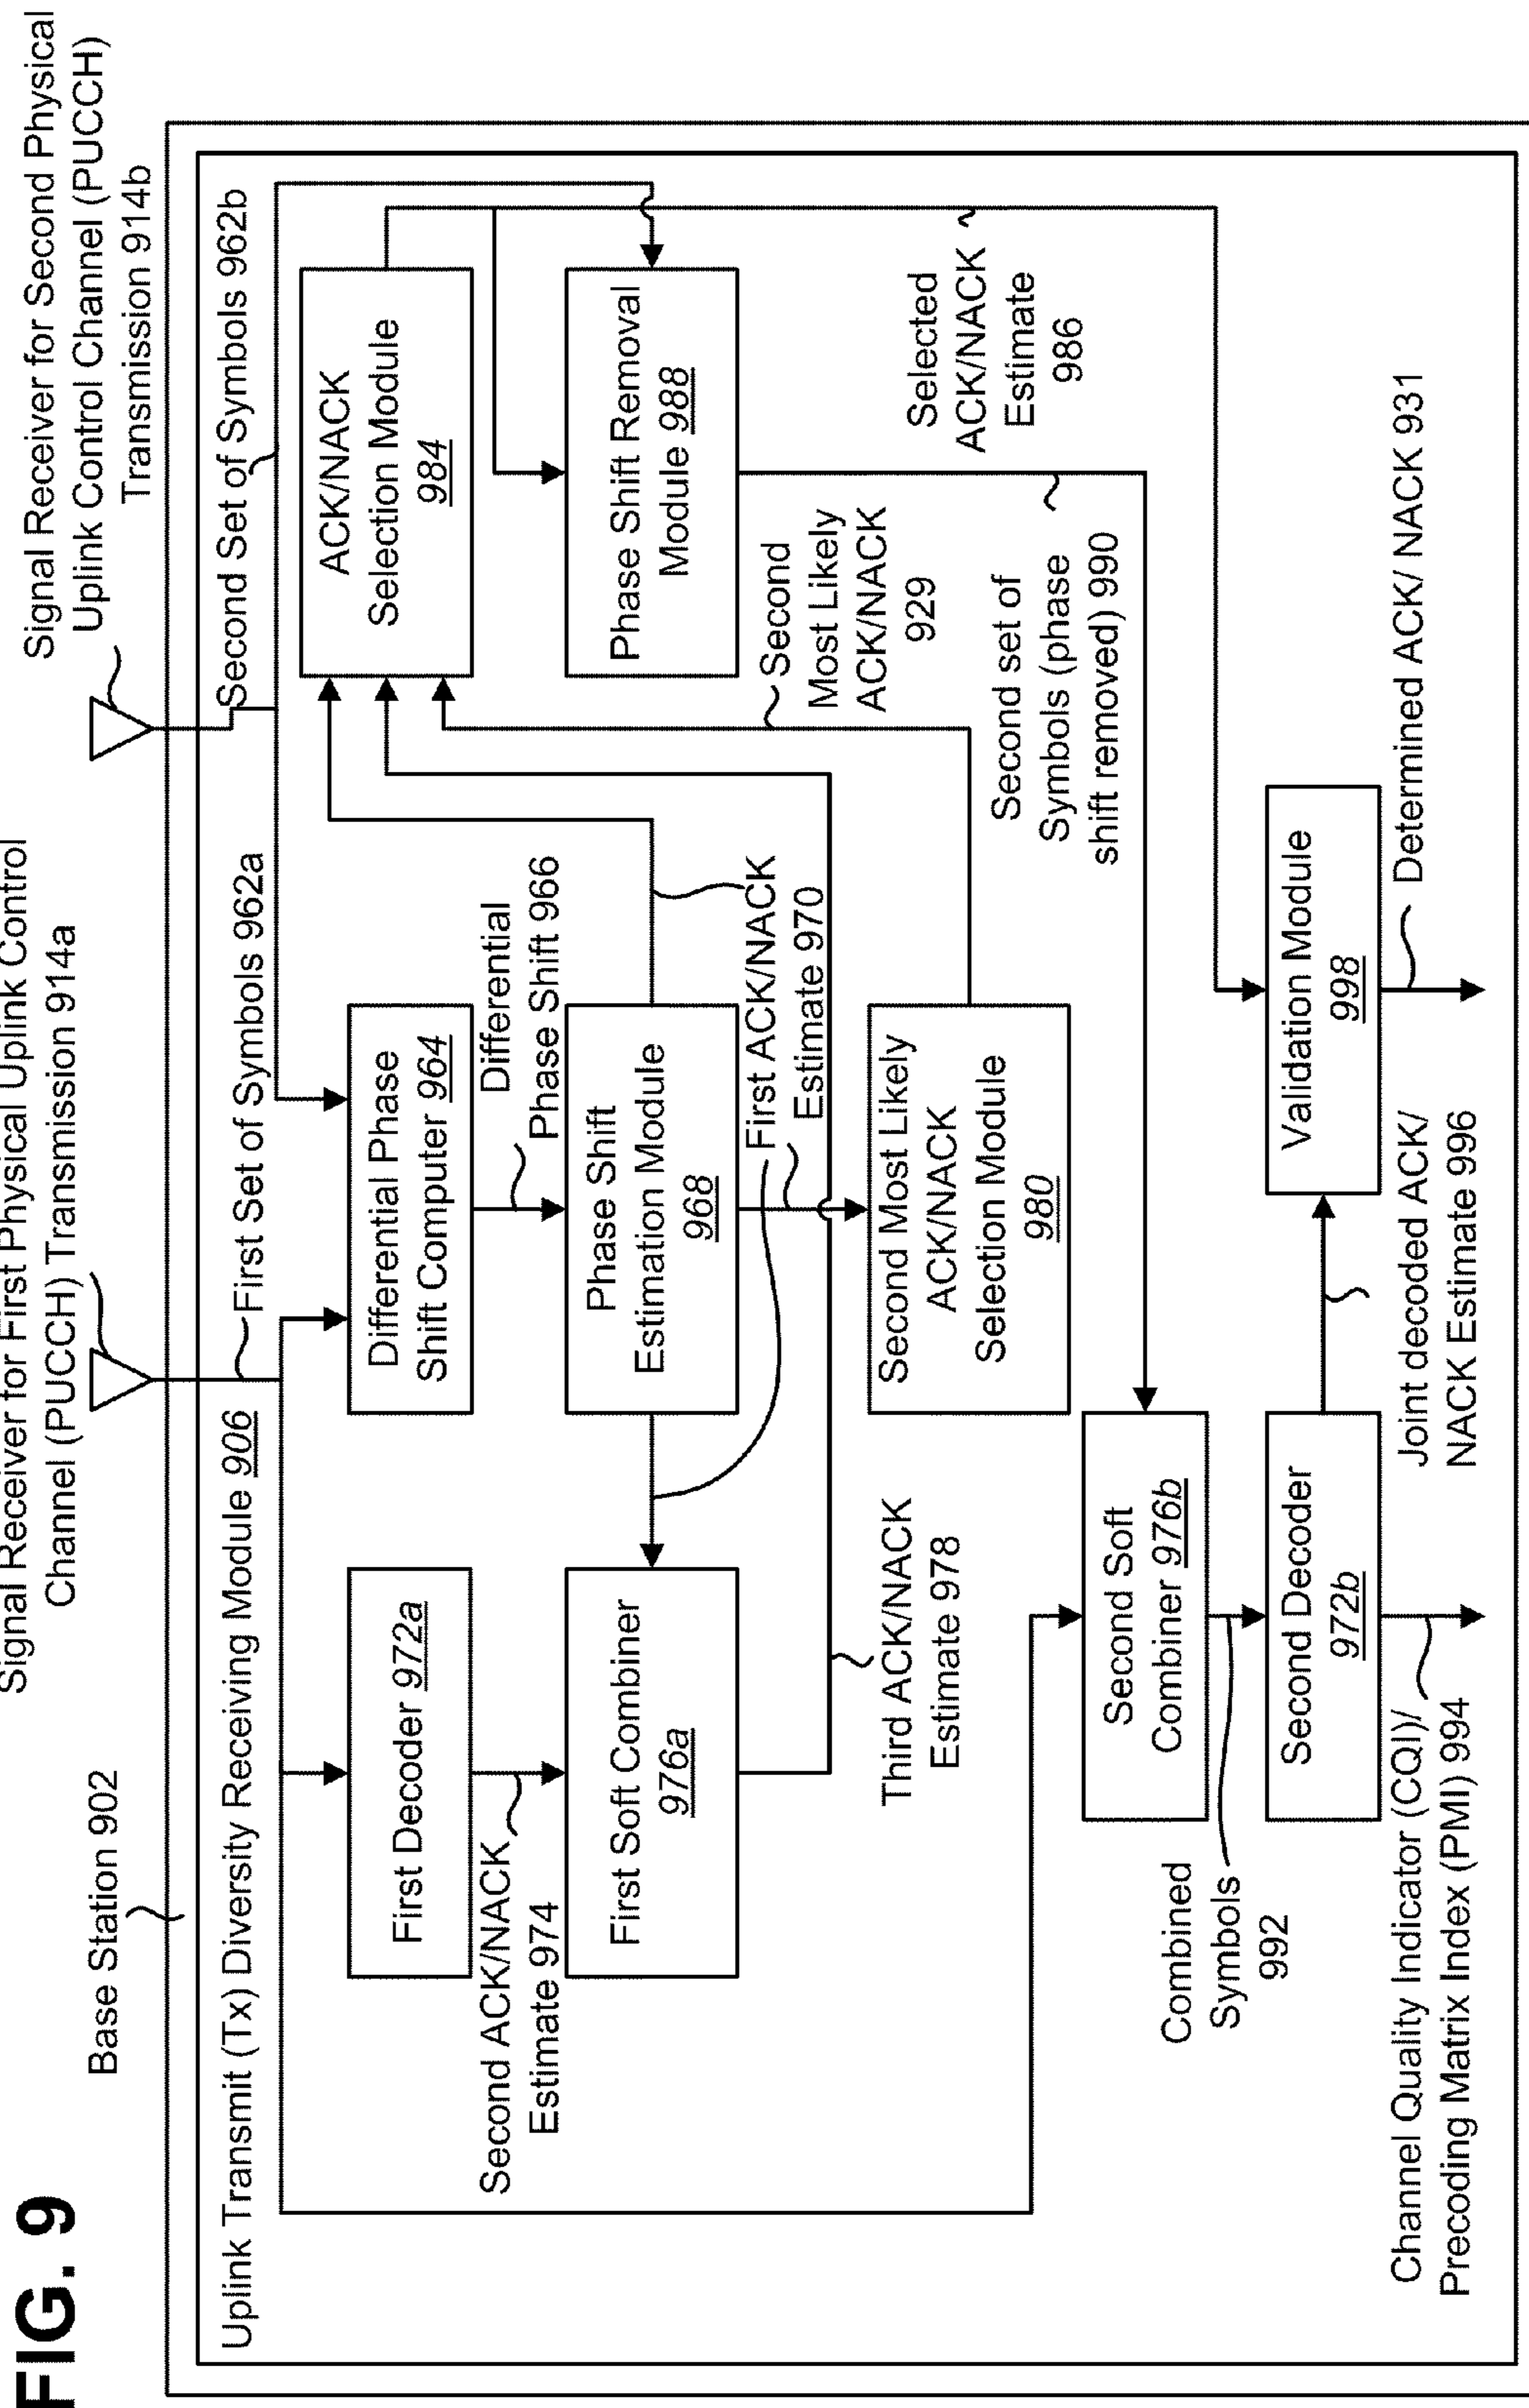 FIG. 9
Base Station 902
Signal Receiver for First Physical Uplink Control
Channel (PUCCH) Transmission 914a
Signal Receiver for Second Physical
Uplink Control Channel (PUCCH)
Transmission 914b
Uplink Transmit (Tx) Diversity Receiving Module 906
First Set of Symbols 962a
Second Set of Symbols 962b
First Decoder 972a
Differential Phase
Shift Computer 964
ACK/NACK
Selection Module
984
Second ACK/NACK
Estimate 974
Differential
Phase Shift 966
First Soft Combiner
976a
Phase Shift
Estimation Module
968
Phase Shift Removal
Module 988
First ACK/NACK
Estimate 970
Second
Most Likely
ACK/NACK
929
Selected
ACK/NACK
Estimate
986
Third ACK/NACK
Estimate 978
Second Most Likely
ACK/NACK
Selection Module
980
Second set of
Symbols (phase
shift removed) 990
Second Soft
Combiner 976b
Combined
Symbols
992
Second Decoder
972b
Validation Module
998
Channel Quality Indicator (CQI)/
Precoding Matrix Index (PMI) 994
Joint decoded ACK/
NACK Estimate 996
Determined ACK/ NACK 931